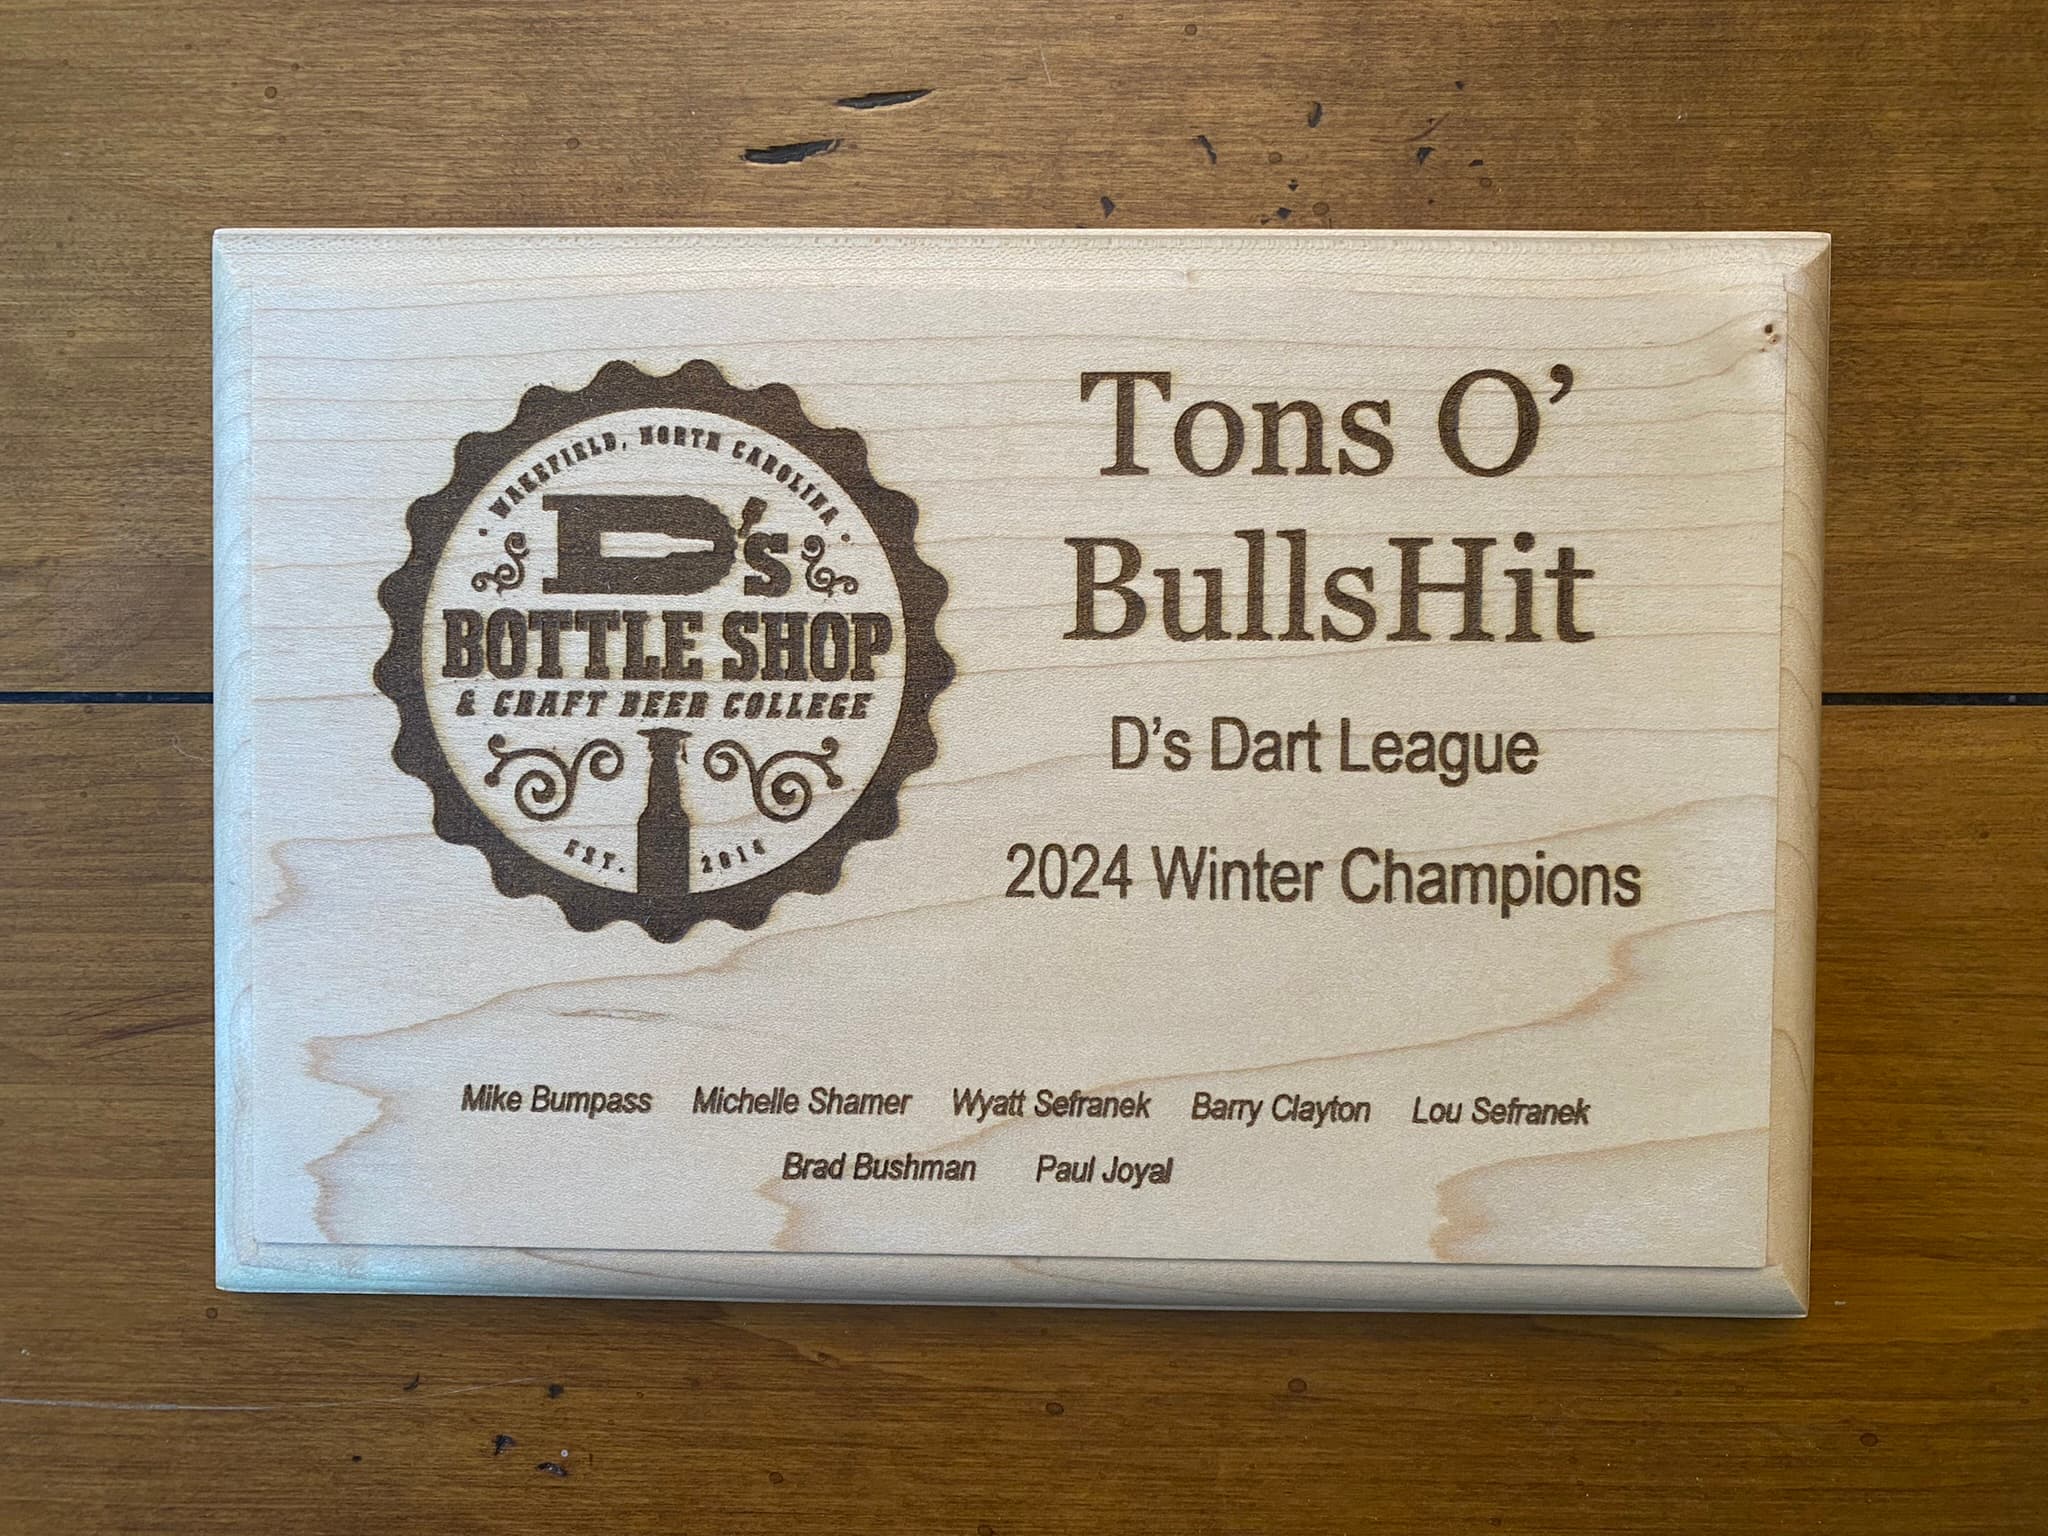 WAKEFIELD, NORTH CAROLINA
D's
BOTTLE SHOP
& CRAFT BEER COLLEGE
EST.
Tons O’
BullsHit
D’s Dart League
2024 Winter Champions
Mike Bumpass Michelle Shamer Wyatt Sefranek Barry Clayton Lou Sefranek
Brad Bushman Paul Joyal